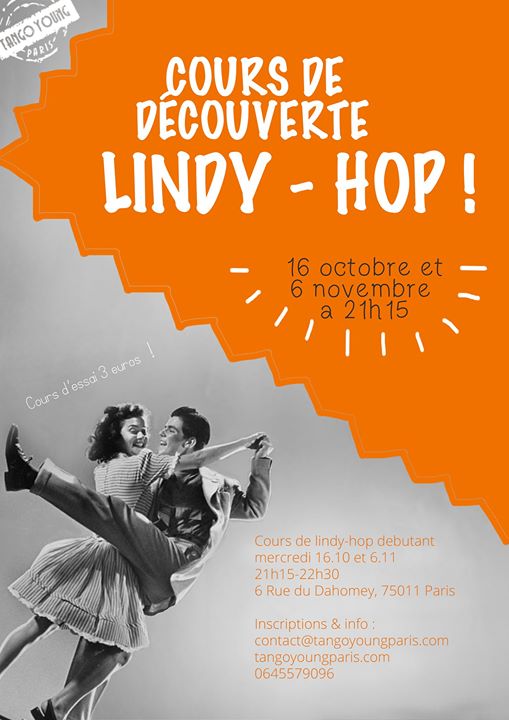 TANGO YOUNG
PARIS
COURS DE
DÉCOUVERTE
LINDY - HOP !
16 octobre et
6 novembre
a 21h15
Cours d'essai 3 euros !
Cours de lindy-hop debutant
mercredi 16.10 et 6.11
21h15-22h30
6 Rue du Dahomey, 75011 Paris
Inscriptions & info :
contact@tangoyoungparis.com
tangoyoungparis.com
0645579096